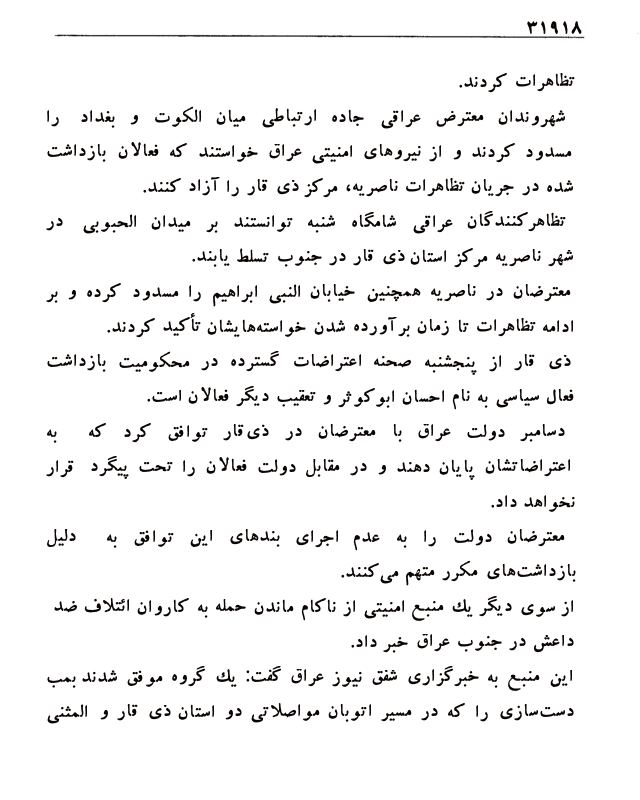 ۳۱۹۱۸
تظاهرات کردند.
شهروندان معترض عراقی جاده ارتباطی میان الکوت و بغداد را
مسدود کردند و از نیروهای امنیتی عراق خواستند که فعالان بازداشت
شده در جریان تظاهرات ناصریه، مرکز ذی قار را آزاد کنند.
تظاهرکنندگان عراقی شامگاه شنبه توانستند بر میدان الحبوبی در
شهر ناصریه مرکز استان ذی قار در جنوب تسلط یابند.
معترضان در ناصریه همچنین خیابان النبی ابراهیم را مسدود کرده و بر
ادامه تظاهرات تا زمان برآورده شدن خواسته‌هایشان تأکید کردند.
ذی قار از پنجشنبه صحنه اعتراضات گسترده در محکومیت بازداشت
فعال سیاسی به نام احسان ابوکوثر و تعقیب دیگر فعالان است.
دسامبر دولت عراق با معترضان در ذی‌قار توافق کرد که به
اعتراضاتشان پایان دهند و در مقابل دولت فعالان را تحت پیگرد قرار
نخواهد داد.
معترضان دولت را به عدم اجرای بندهای این توافق به دلیل
بازداشت‌های مکرر متهم می‌کنند.
از سوی دیگر یك منبع امنیتی از ناکام ماندن حمله به کاروان ائتلاف ضد
داعش در جنوب عراق خبر داد.
این منبع به خبرگزاری شفق نیوز عراق گفت: یك گروه موفق شدند بمب
دست‌سازی را که در مسیر اتوبان مواصلاتی دو استان ذی قار و المثنی